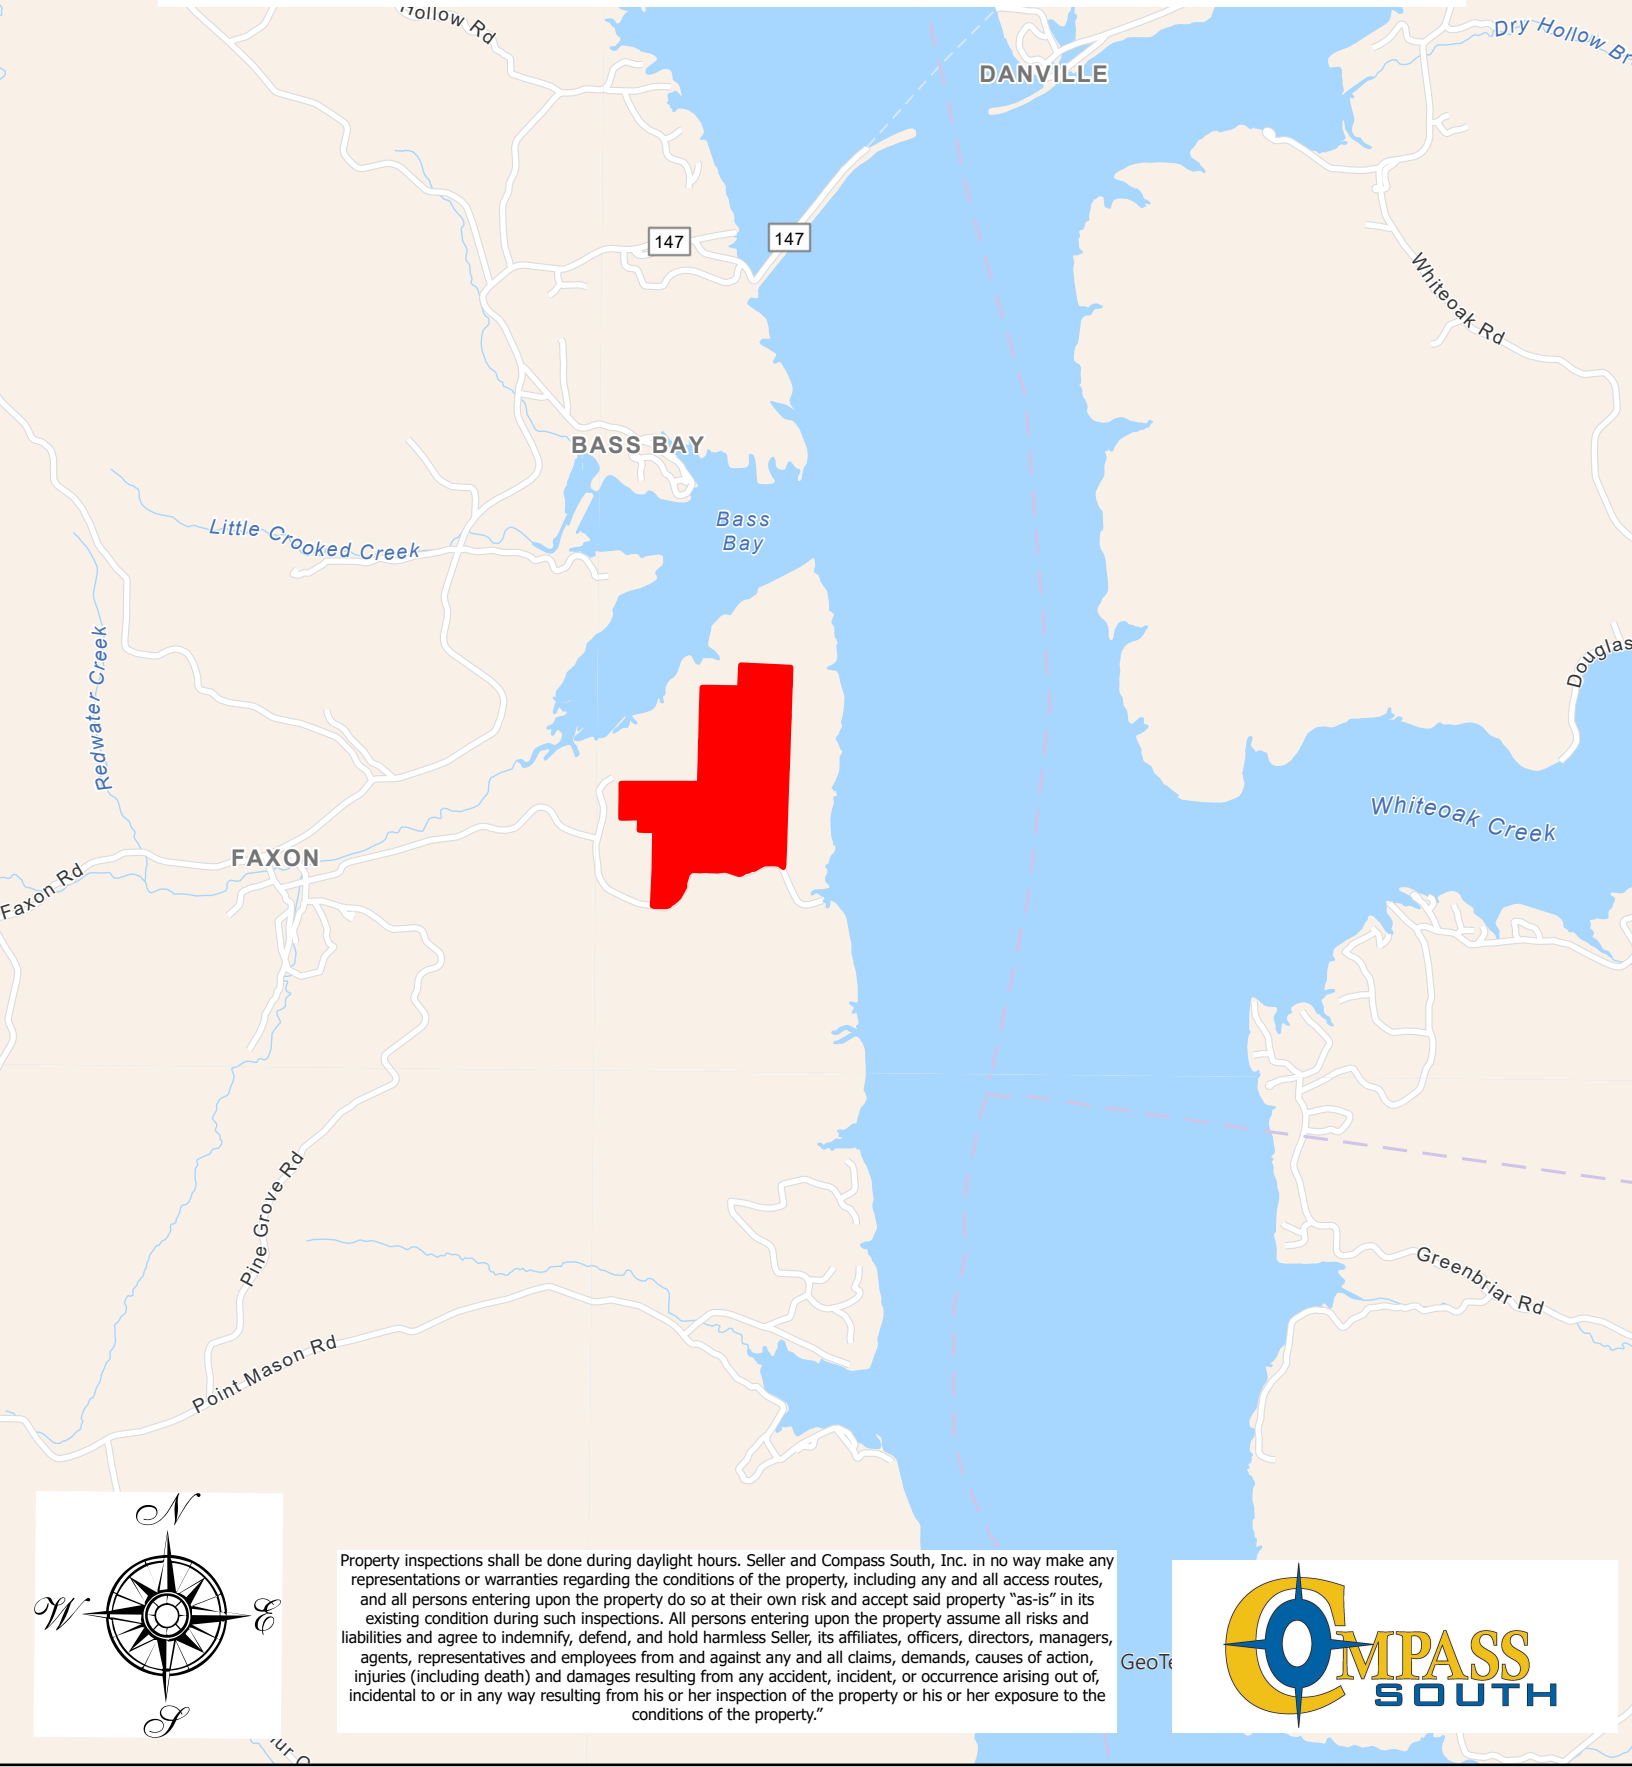 Hollow Rd
Dry Hollow Br
DANVILLE
147
147
Whiteoak Rd
BASS BAY
Bass
Bay
Little Crooked Creek
Redwater Creek
Douglas
Whiteoak Creek
FAXON
Faxon Rd
Pine Grove Rd
Greenbriar Rd
Point Mason Rd
N
W
E
S
Property inspections shall be done during daylight hours. Seller and Compass South, Inc. in no way make any
representations or warranties regarding the conditions of the property, including any and all access routes,
and all persons entering upon the property do so at their own risk and accept said property “as-is” in its
existing condition during such inspections. All persons entering upon the property assume all risks and
liabilities and agree to indemnify, defend, and hold harmless Seller, its affiliates, officers, directors, managers,
agents, representatives and employees from and against any and all claims, demands, causes of action,
injuries (including death) and damages resulting from any accident, incident, or occurrence arising out of,
incidental to or in any way resulting from his or her inspection of the property or his or her exposure to the
conditions of the property.”
GeoTe
COMPASS
SOUTH